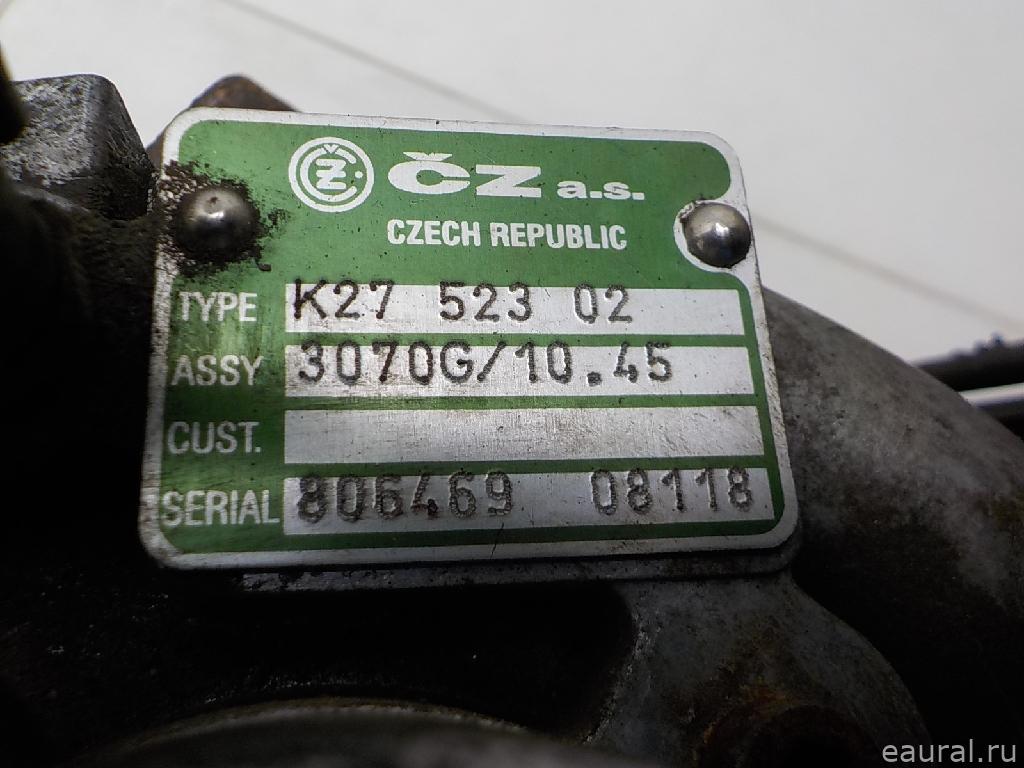 ČZ a.s.
CZECH REPUBLIC
TYPE K27 523 02
ASSY 3070G/10.45
CUST.
SERIAL 806469 08118
eaural.ru